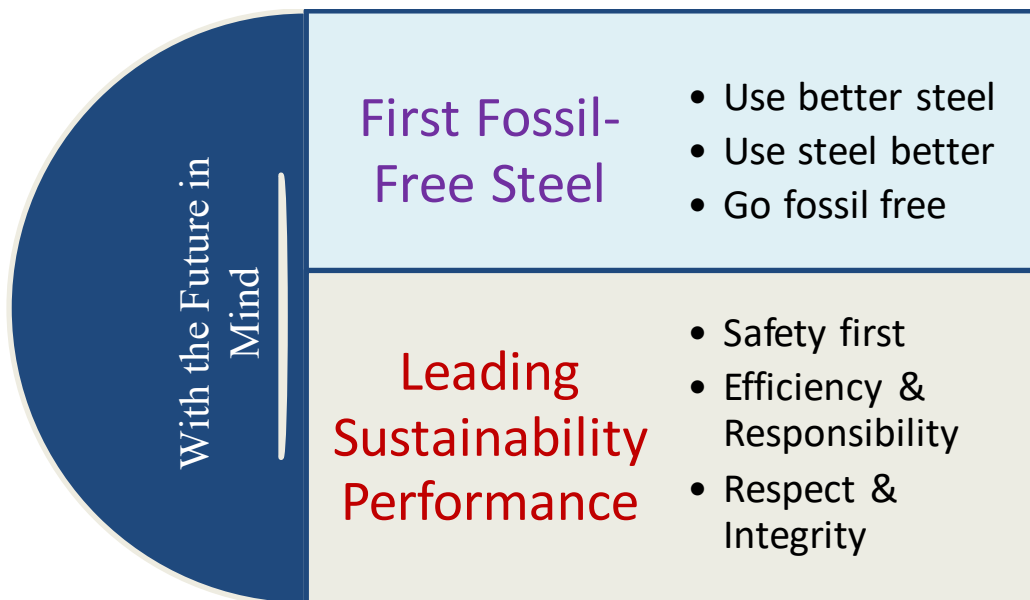 With the Future in
Mind
First Fossil-
Free Steel
• Use better steel
• Use steel better
• Go fossil free
Leading
Sustainability
Performance
• Safety first
• Efficiency &
Responsibility
• Respect &
Integrity